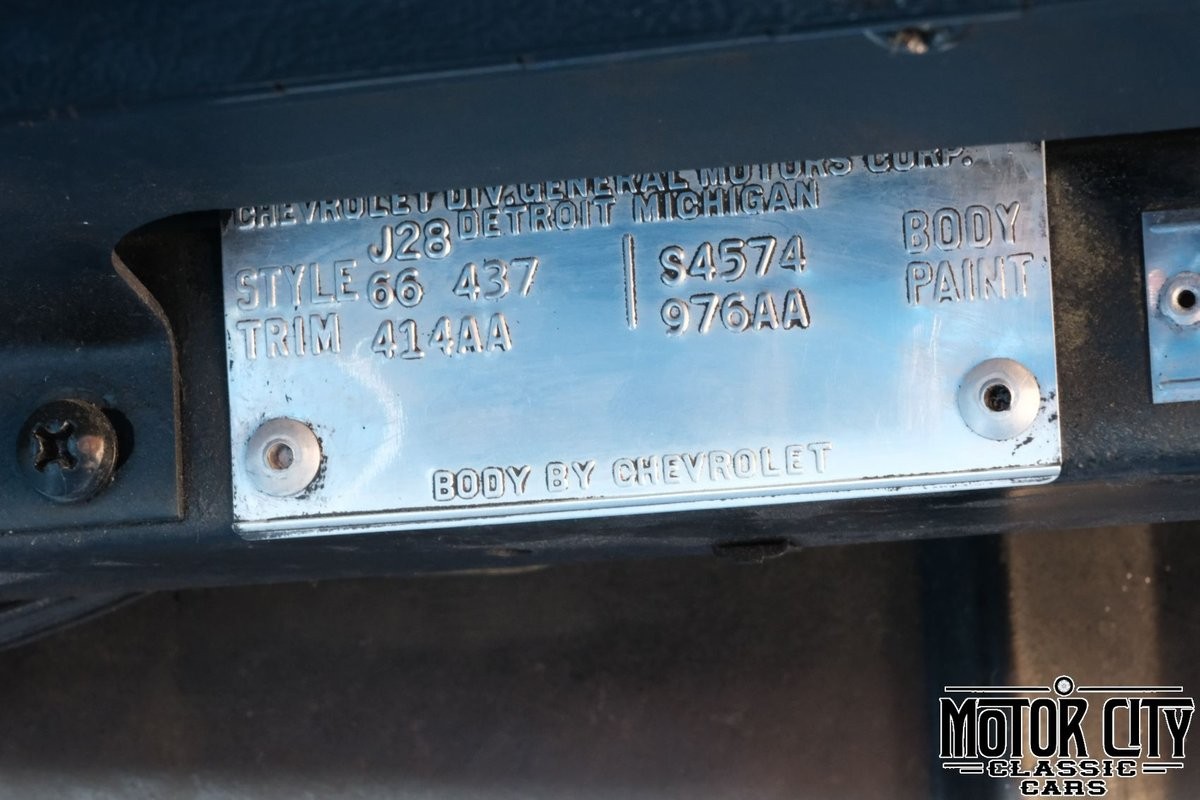 CHEVROLET DIV. GENERAL MOTORS CORP.
DETROIT MICHIGAN
J28
STYLE 66 437 S4574 BODY
TRIM 414AA 976AA PAINT
BODY BY CHEVROLET
MOTOR CITY
CLASSIC
CARS